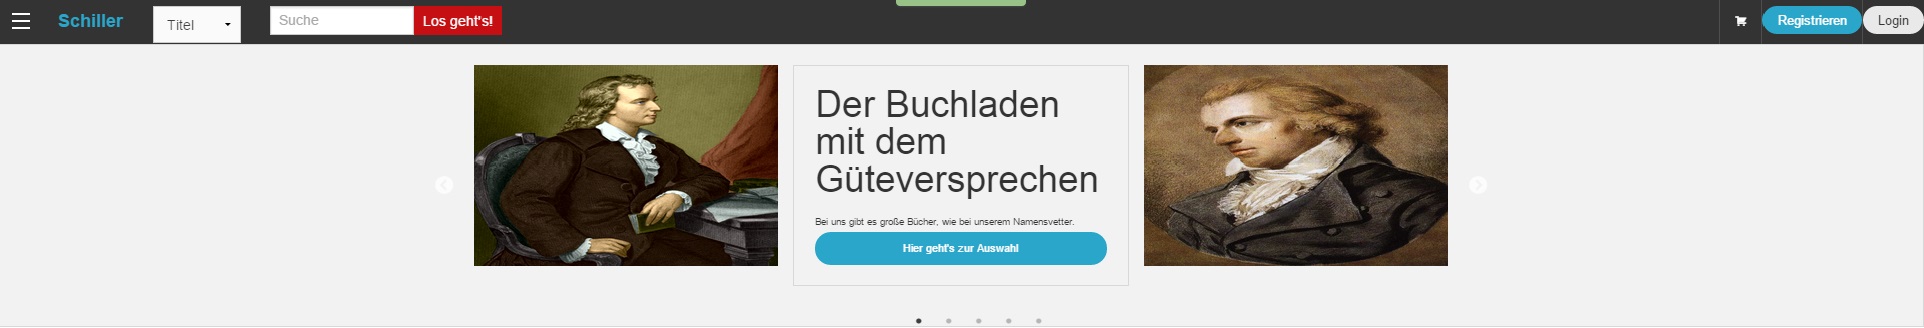 Schiller
Titel
Suche
Los geht's!
Registrieren
Login
Der Buchladen
mit dem
Güteversprechen
Bei uns gibt es große Bücher, wie bei unserem Namensvetter.
Hier geht's zur Auswahl